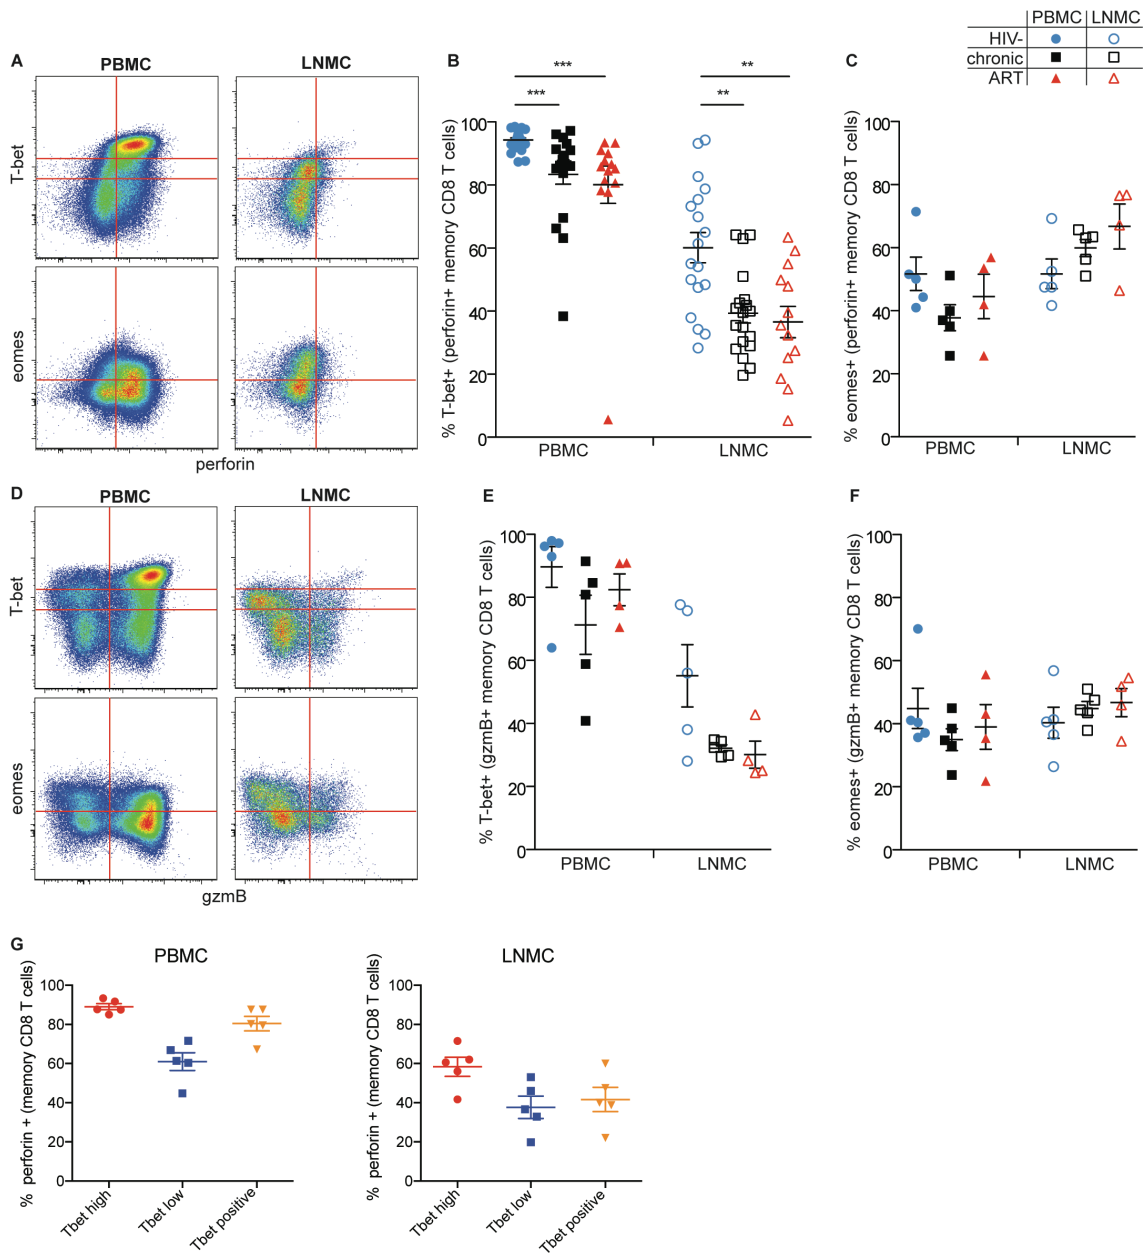 PBMC LNMC
HIV-
chronic
ART
A
PBMC LNMC
T-bet
eomes
perforin
B
*** **
*** **
% T-bet+ (perforin+ memory CD8 T cells)
100
80
60
40
20
0
PBMC LNMC
C
% eomes+ (perforin+ memory CD8 T cells)
100
80
60
40
20
0
PBMC LNMC
D
PBMC LNMC
T-bet
eomes
gzmB
E
% T-bet+ (gzmB+ memory CD8 T cells)
100
80
60
40
20
0
PBMC LNMC
F
% eomes+ (gzmB+ memory CD8 T cells)
100
80
60
40
20
0
PBMC LNMC
G
PBMC
% perforin + (memory CD8 T cells)
100
80
60
40
20
0
Tbet high
Tbet low
Tbet positive
LNMC
% perforin + (memory CD8 T cells)
100
80
60
40
20
0
Tbet high
Tbet low
Tbet positive